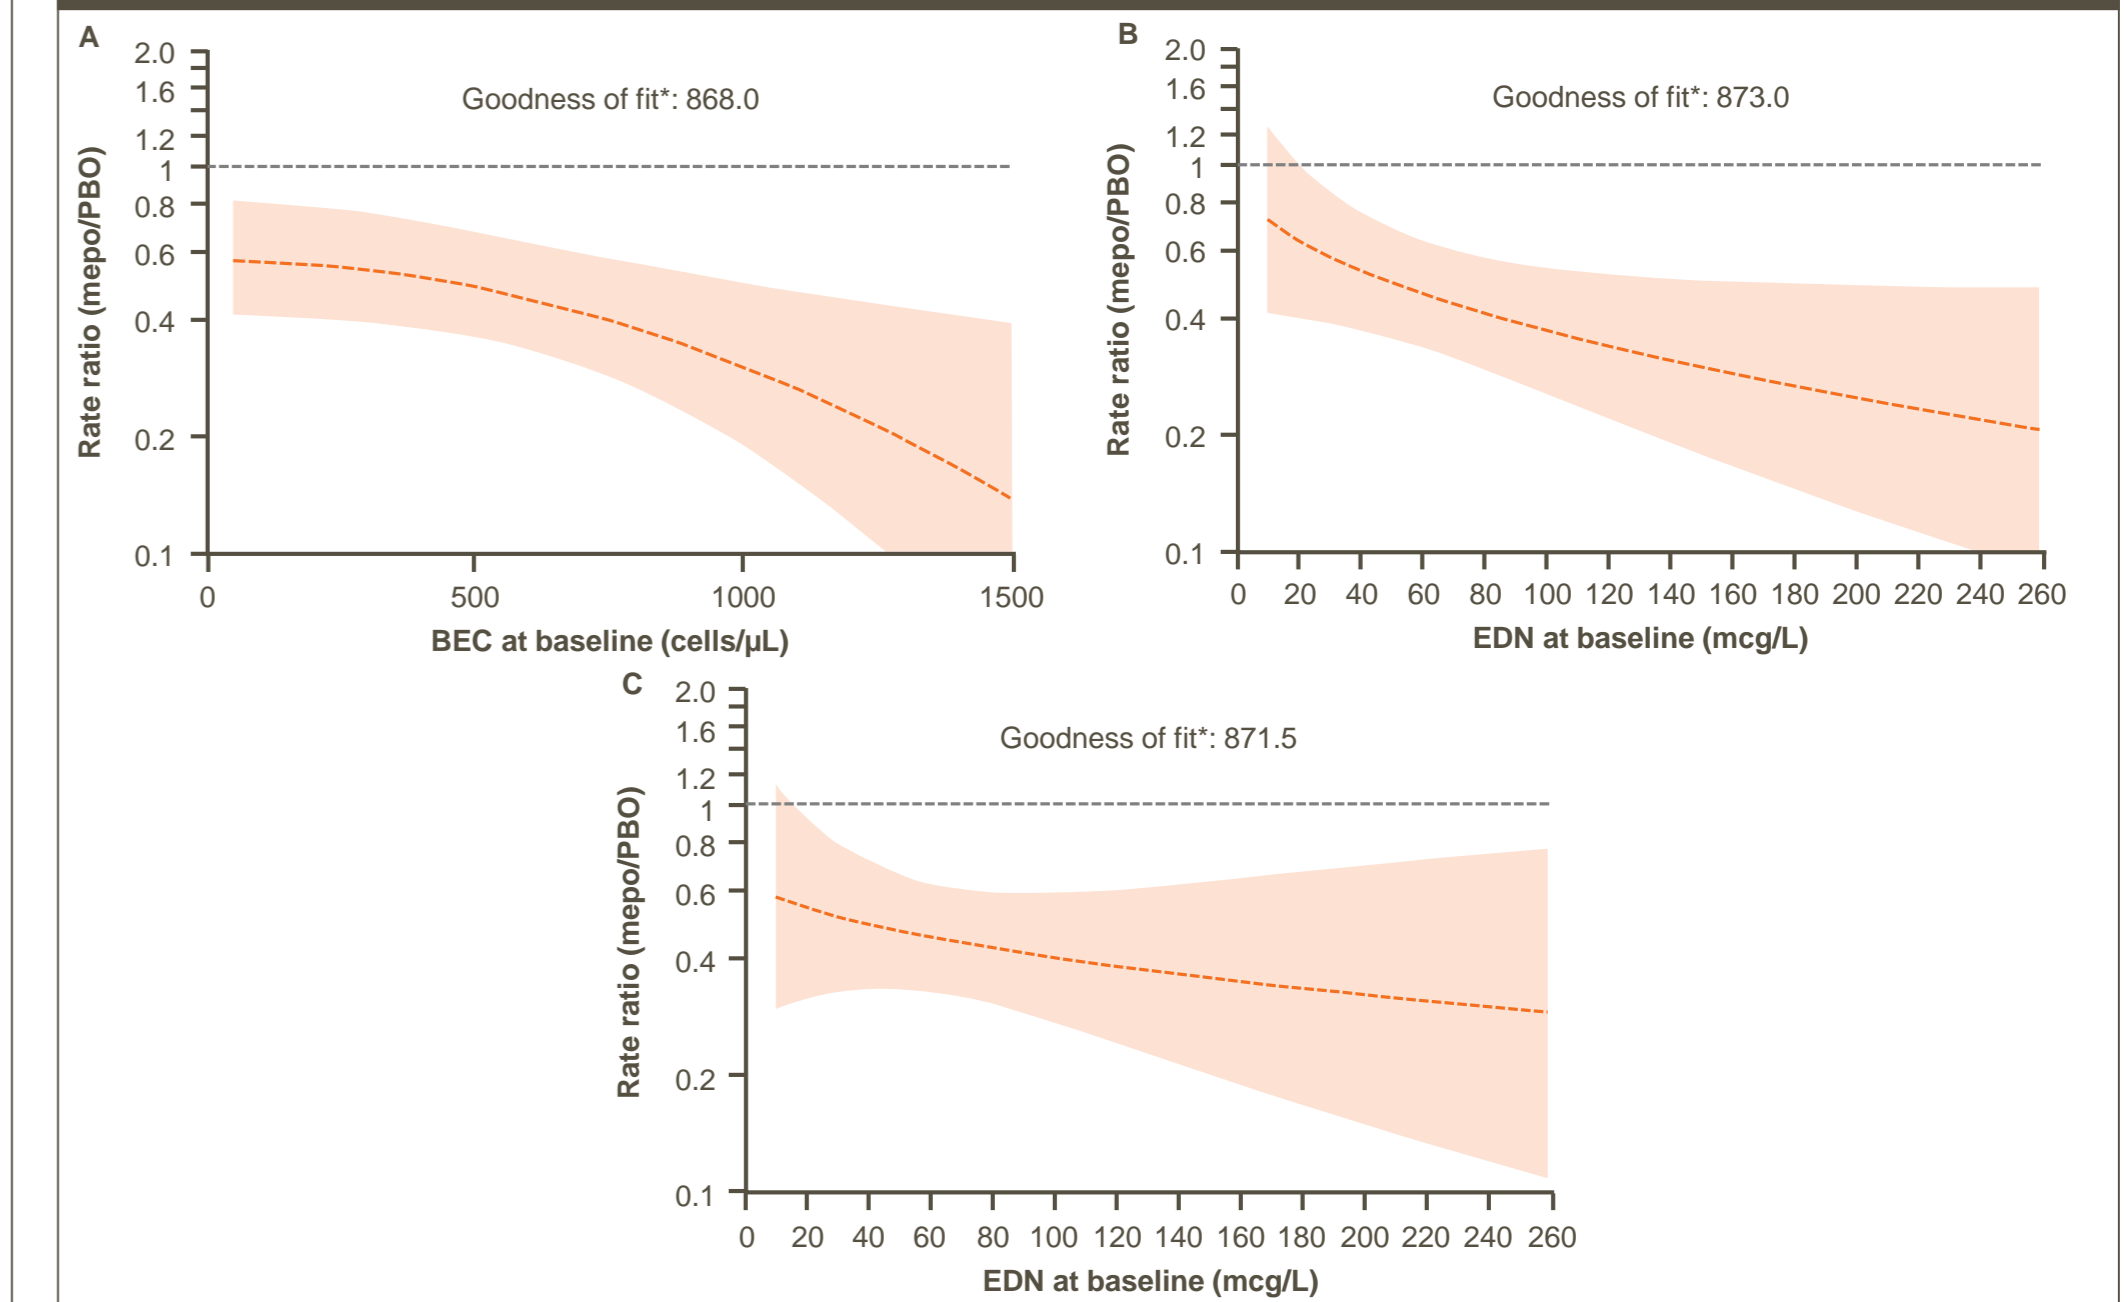 A
Goodness of fit*: 868.0
Rate ratio (mepo/PBO)
2.0
1.6
1.2
1
0.8
0.6
0.4
0.2
0.1
0 500 1000 1500
BEC at baseline (cells/µL)
B
Goodness of fit*: 873.0
Rate ratio (mepo/PBO)
2.0
1.6
1.2
1
0.8
0.6
0.4
0.2
0.1
0 20 40 60 80 100 120 140 160 180 200 220 240 260
EDN at baseline (mcg/L)
C
Goodness of fit*: 871.5
Rate ratio (mepo/PBO)
2.0
1.6
1.2
1
0.8
0.6
0.4
0.2
0.1
0 20 40 60 80 100 120 140 160 180 200 220 240 260
EDN at baseline (mcg/L)